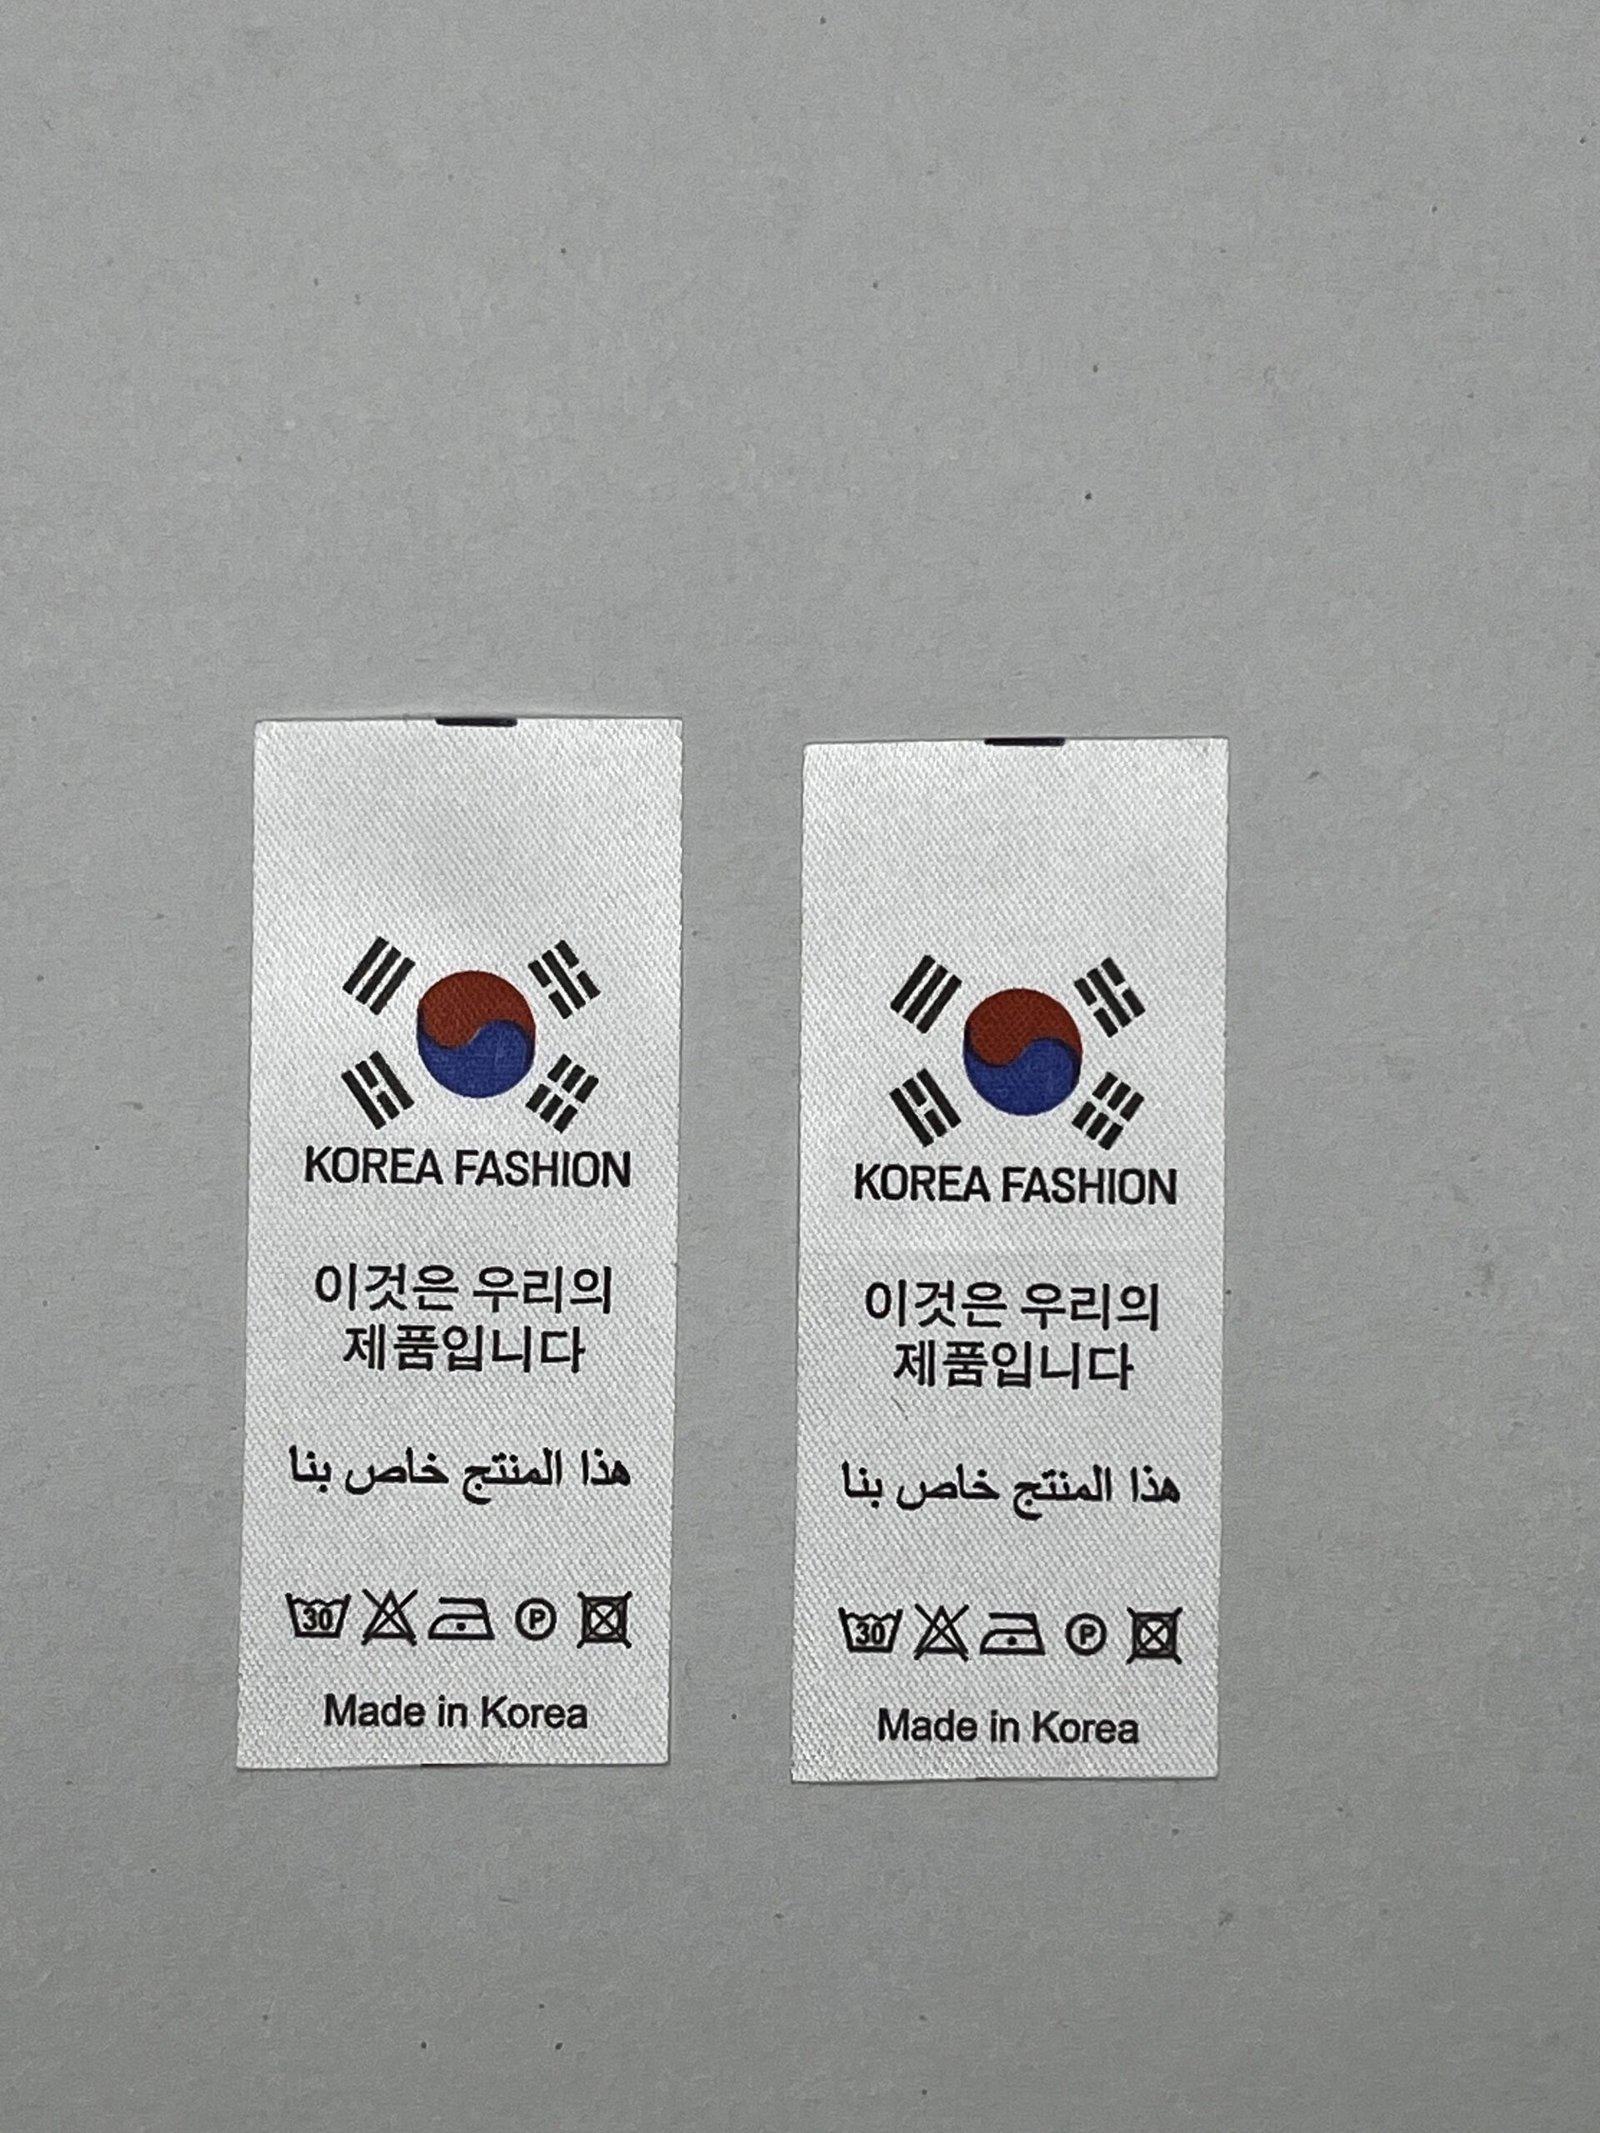 KOREA FASHION
이것은 우리의
제품입니다
هذا المنتج خاص بنا
30 P
Made in Korea
KOREA FASHION
이것은 우리의
제품입니다
هذا المنتج خاص بنا
30 P
Made in Korea